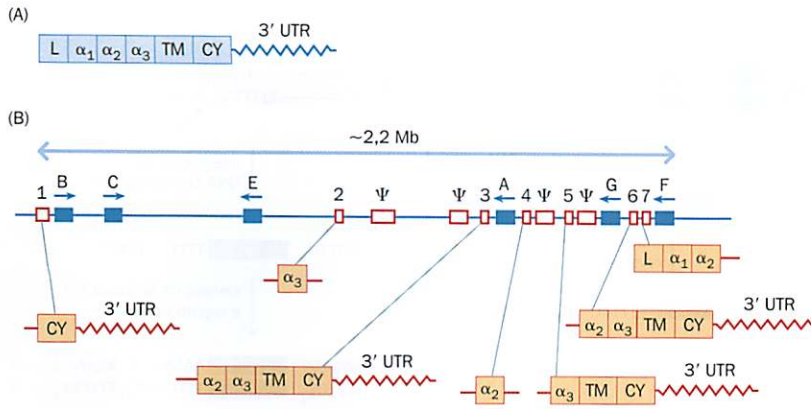 (A)
3′ UTR
L α1 α2 α3 TM CY
(B)
~2,2 Mb
1 B C E 2 Ψ Ψ 3 A 4 Ψ 5 Ψ G 6 7 F
L α1 α2
α3
3′ UTR
CY
3′ UTR
α2 α3 TM CY
3′ UTR
α2 α3 TM CY
α2
3′ UTR
α3 TM CY